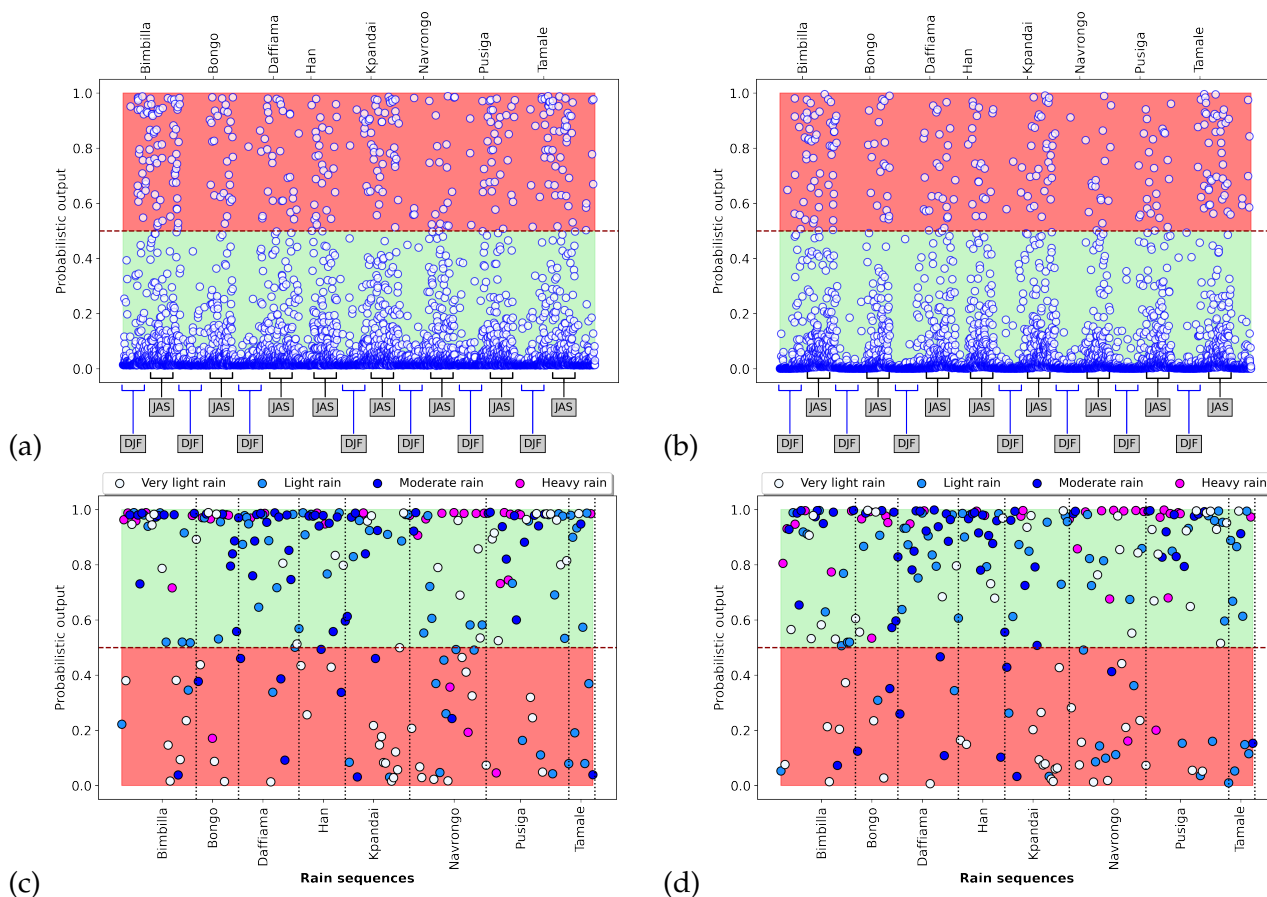 Bimbilla
Bongo
Daffiama
Han
Kpandai
Navrongo
Pusiga
Tamale
Probabilistic output
1.0
0.8
0.6
0.4
0.2
0.0
JAS JAS JAS JAS JAS JAS JAS JAS
DJF DJF DJF DJF DJF DJF DJF
(a)
Bimbilla
Bongo
Daffiama
Han
Kpandai
Navrongo
Pusiga
Tamale
Probabilistic output
1.0
0.8
0.6
0.4
0.2
0.0
JAS JAS JAS JAS JAS JAS JAS JAS
DJF DJF DJF DJF DJF DJF DJF
(b)
Very light rain Light rain Moderate rain Heavy rain
Probabilistic output
1.0
0.8
0.6
0.4
0.2
0.0
Bimbilla
Bongo
Daffiama
Han
Kpandai
Navrongo
Pusiga
Tamale
Rain sequences
(c)
Very light rain Light rain Moderate rain Heavy rain
Probabilistic output
1.0
0.8
0.6
0.4
0.2
0.0
Bimbilla
Bongo
Daffiama
Han
Kpandai
Navrongo
Pusiga
Tamale
Rain sequences
(d)